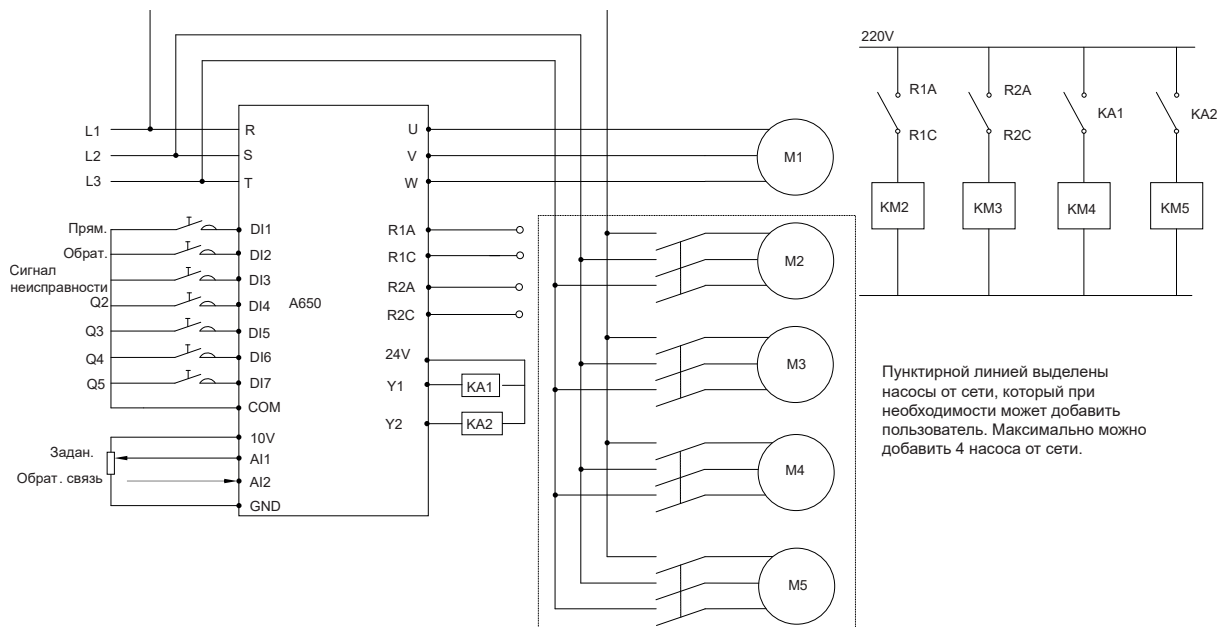 L1
L2
L3
R
S
T
U
V
W
M1
Прям.
Обрат.
Сигнал
неисправности
Q2
Q3
Q4
Q5
DI1
DI2
DI3
DI4
DI5
DI6
DI7
COM
A650
R1A
R1C
R2A
R2C
24V
Y1
Y2
KA1
KA2
Задан.
Обрат. связь
10V
AI1
AI2
GND
M2
M3
M4
M5
220V
R1A
R1C
R2A
R2C
KA1
KA2
KM2
KM3
KM4
KM5
Пунктирной линией выделены
насосы от сети, который при
необходимости может добавить
пользователь. Максимально можно
добавить 4 насоса от сети.